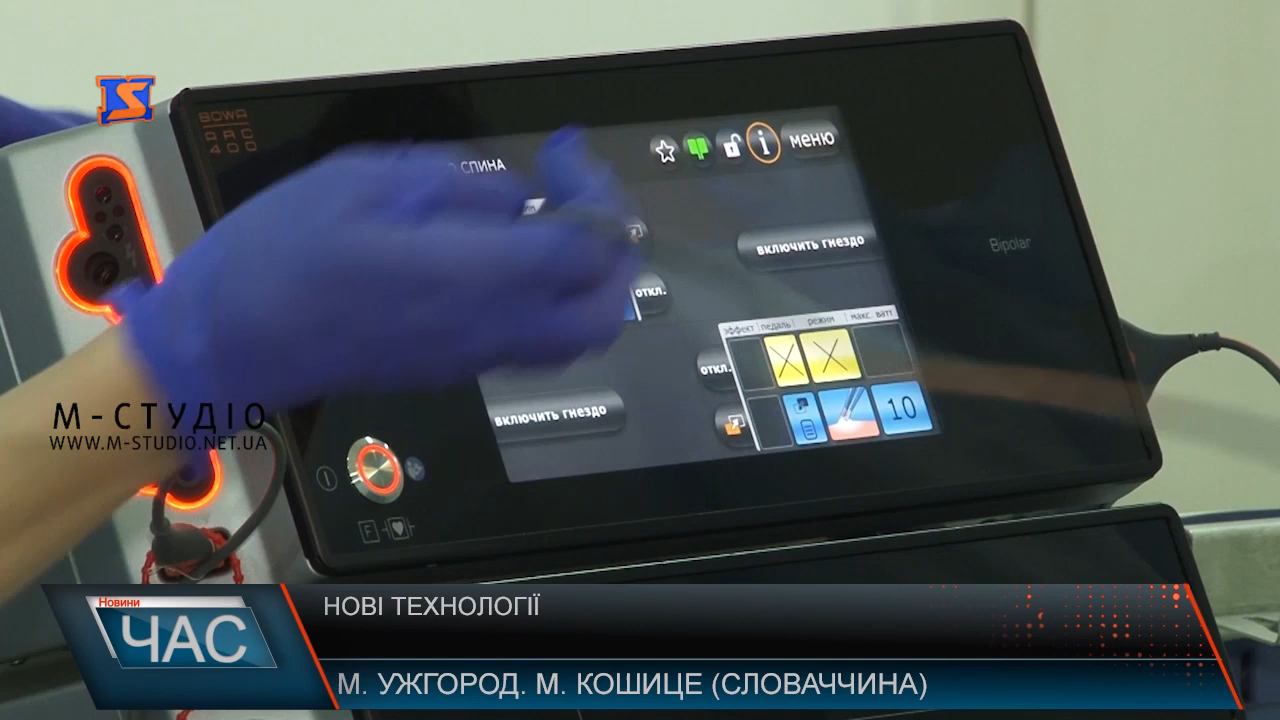 BOWA
ARC
400
СПИНА
i
меню
включить гнездо
Bipolar
откл.
эффект педаль режим макс. ватт
откл.
включить гнездо
10
М-СТУДІО
WWW.M-STUDIO.NET.UA
F
Новини
ЧАС
НОВІ ТЕХНОЛОГІЇ
М. УЖГОРОД. М. КОШИЦЕ (СЛОВАЧЧИНА)